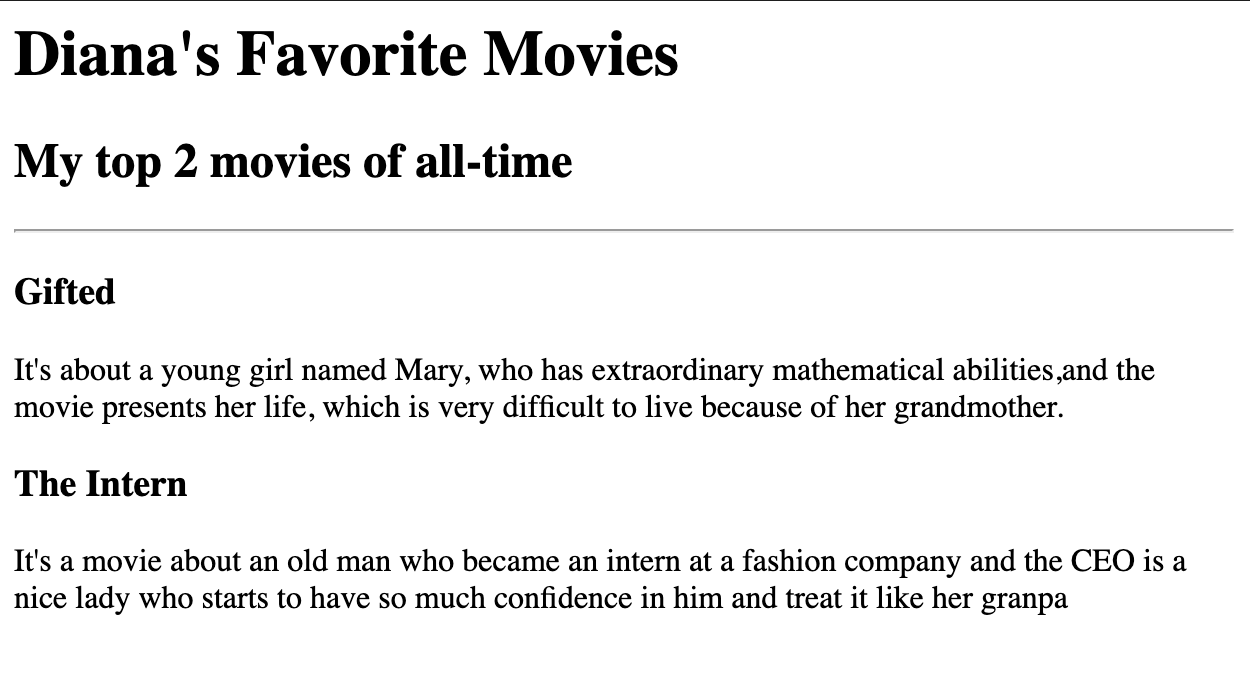 Diana's Favorite Movies
My top 2 movies of all-time
Gifted
It's about a young girl named Mary, who has extraordinary mathematical abilities,and the
movie presents her life, which is very difficult to live because of her grandmother.
The Intern
It's a movie about an old man who became an intern at a fashion company and the CEO is a
nice lady who starts to have so much confidence in him and treat it like her granpa